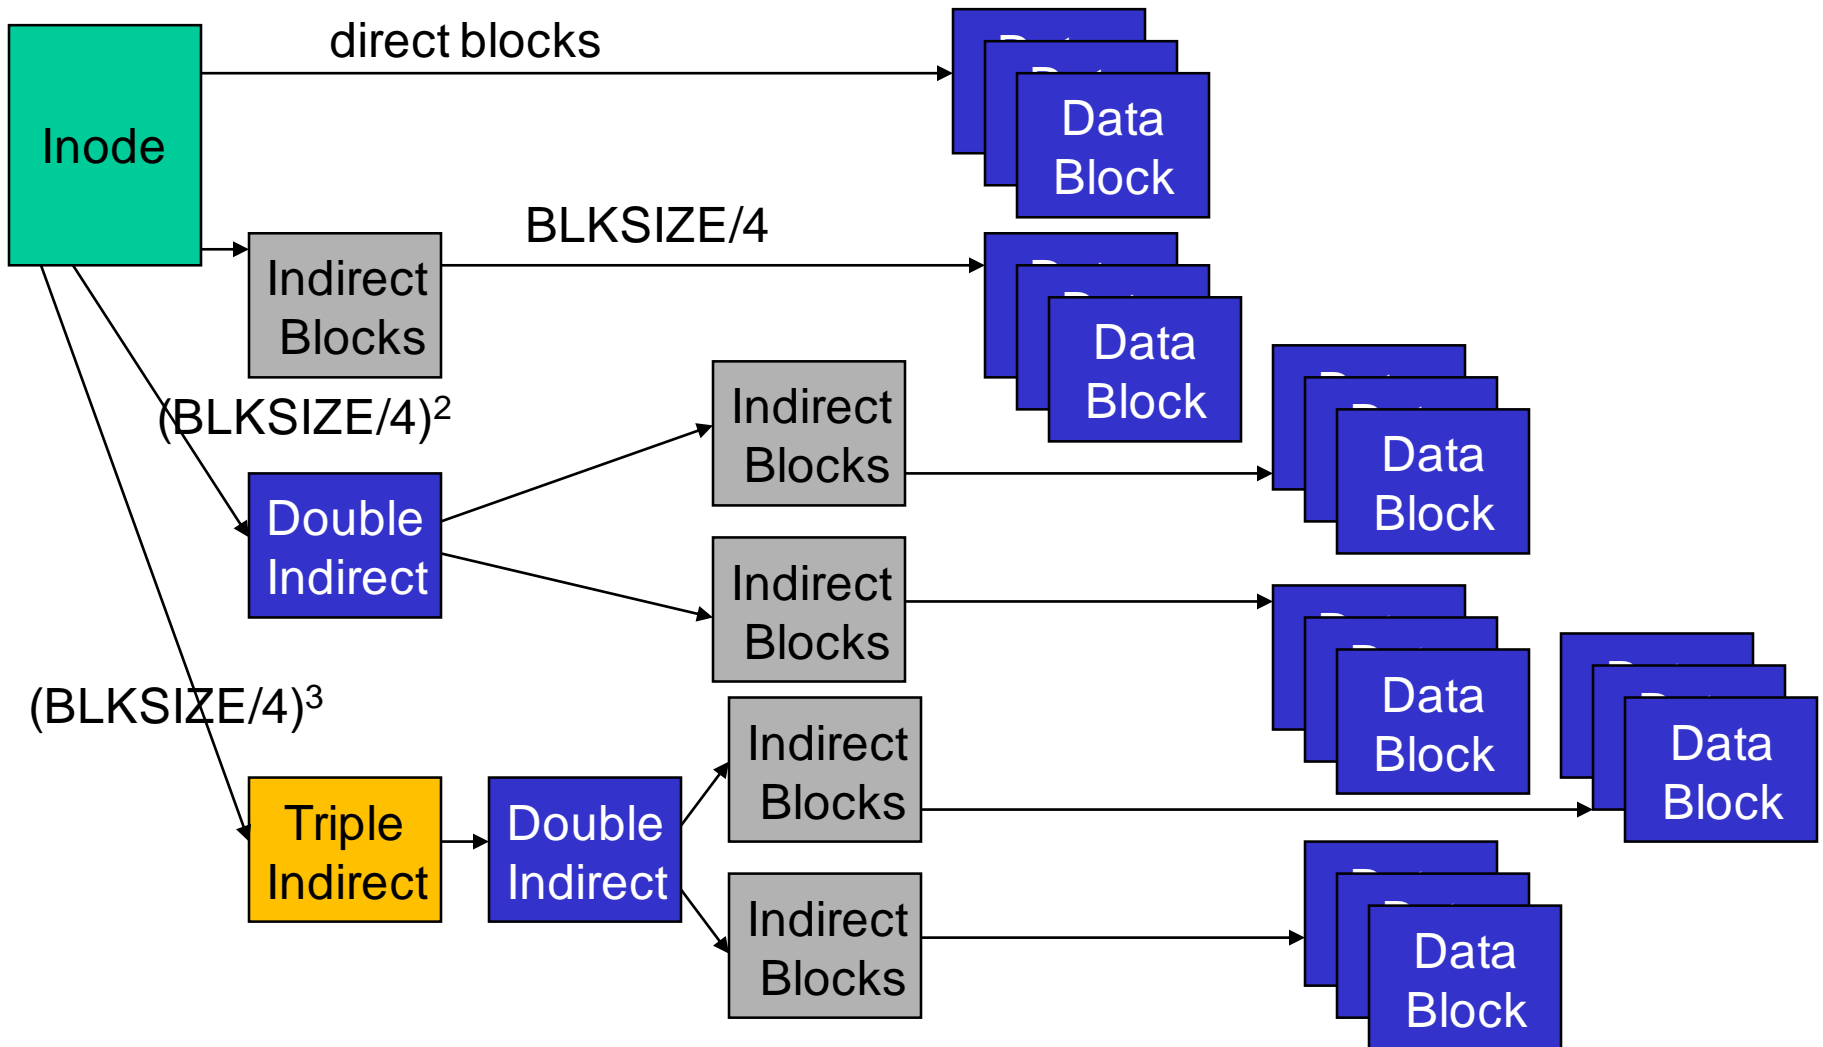 direct blocks
Inode
Data
Block
BLKSIZE/4
Indirect
Blocks
Data
Block
(BLKSIZE/4)²
Indirect
Blocks
Data
Block
Double
Indirect
Indirect
Blocks
Data
Block
(BLKSIZE/4)³
Indirect
Blocks
Data
Block
Triple
Indirect
Double
Indirect
Indirect
Blocks
Data
Block